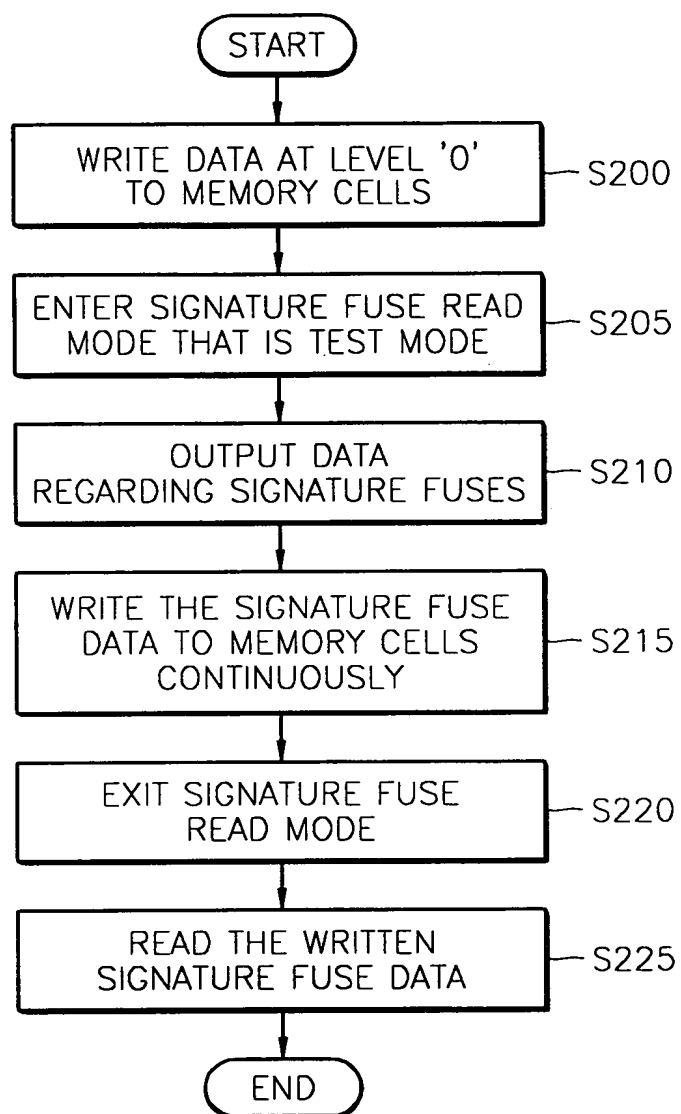 START
WRITE DATA AT LEVEL '0'
TO MEMORY CELLS
S200
ENTER SIGNATURE FUSE READ
MODE THAT IS TEST MODE
S205
OUTPUT DATA
REGARDING SIGNATURE FUSES
S210
WRITE THE SIGNATURE FUSE
DATA TO MEMORY CELLS
CONTINUOUSLY
S215
EXIT SIGNATURE FUSE
READ MODE
S220
READ THE WRITTEN
SIGNATURE FUSE DATA
S225
END